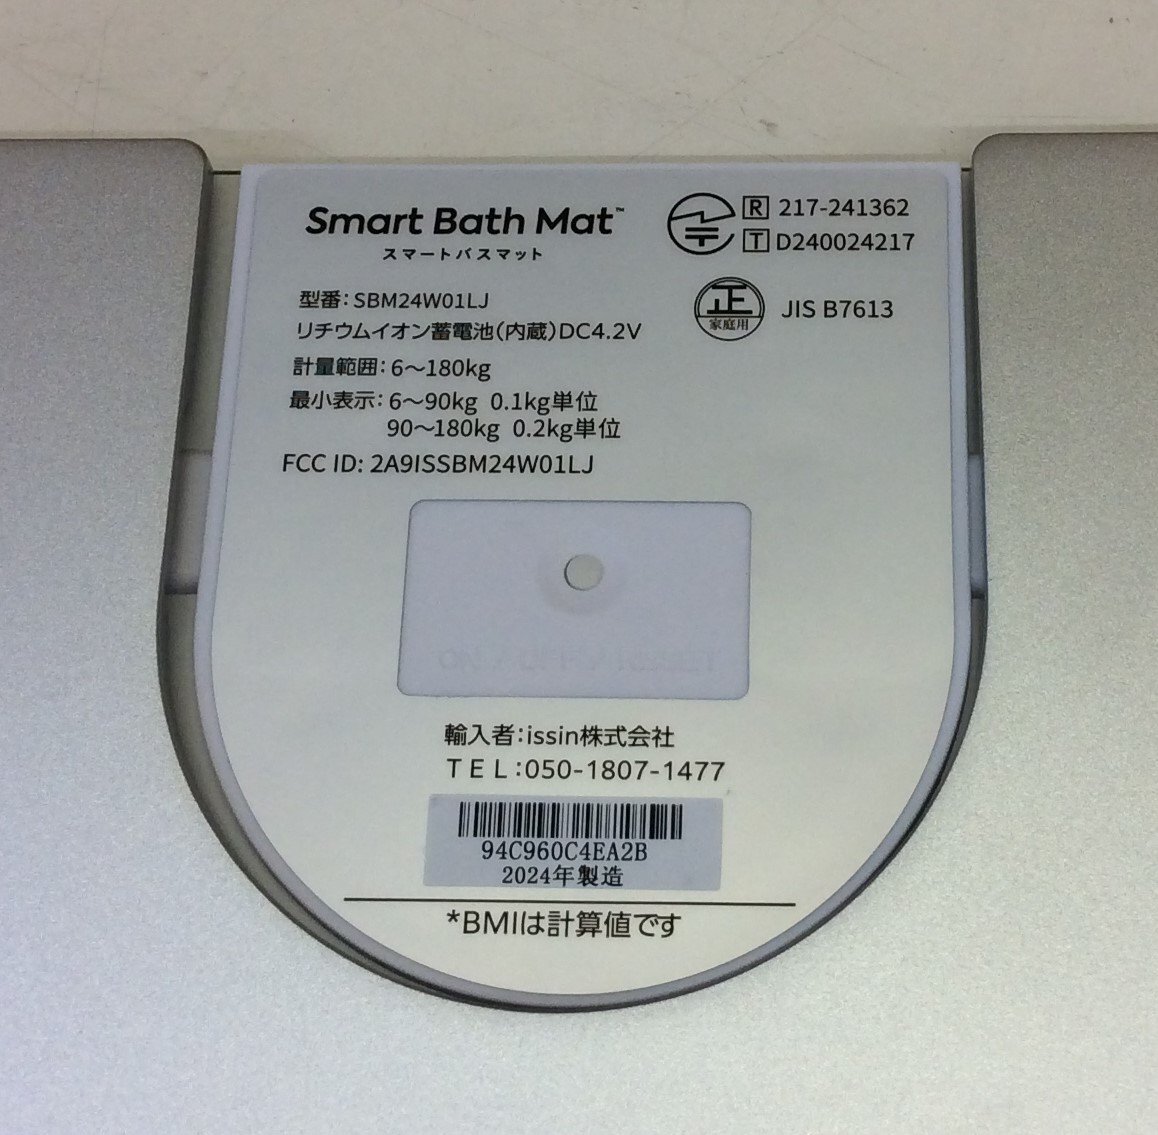 Smart Bath Mat™
スマートバスマット
R 217-241362
T D240024217
型番：SBM24W01LJ
正
家庭用
JIS B7613
リチウムイオン蓄電池（内蔵）DC4.2V
計量範囲：6～180kg
最小表示：6～90kg 0.1kg単位
90～180kg 0.2kg単位
FCC ID: 2A9ISSBM24W01LJ
輸入者：issin株式会社
TEL：050-1807-1477
94C960C4EA2B
2024年製造
*BMIは計算値です